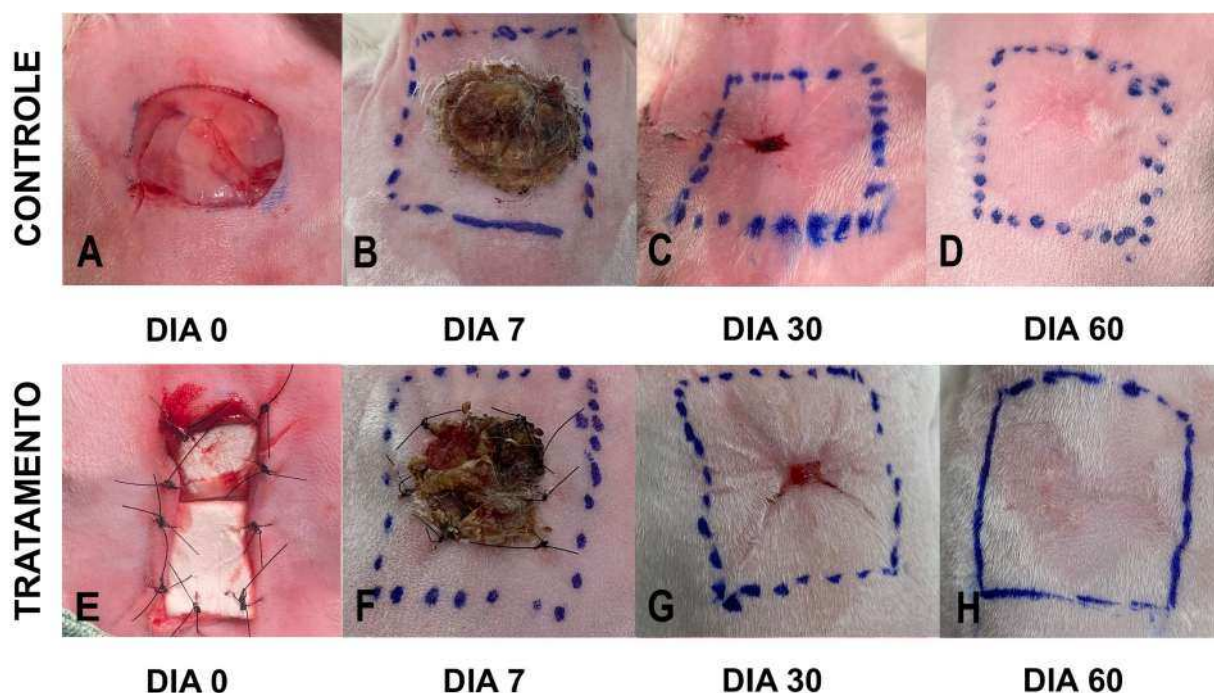 CONTROLE
A
B
C
D
DIA 0
DIA 7
DIA 30
DIA 60
TRATAMENTO
E
F
G
H
DIA 0
DIA 7
DIA 30
DIA 60